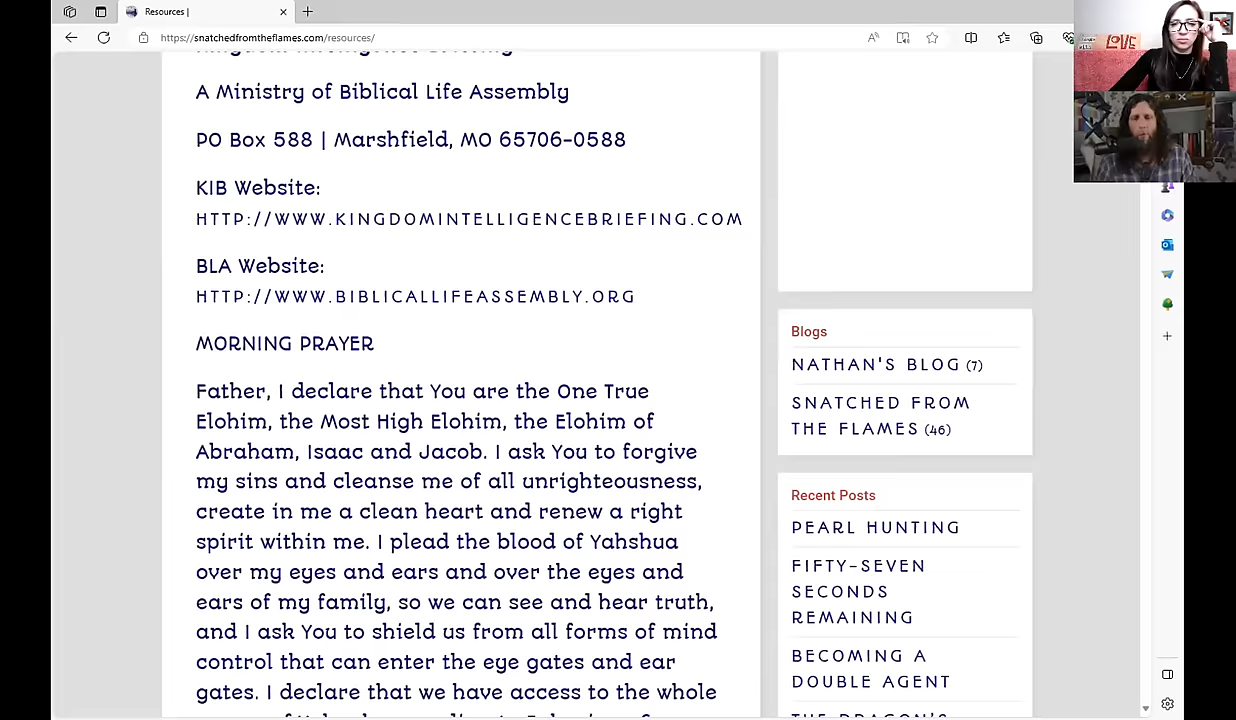 Resources |
https://snatchedfromtheflames.com/resources/
A Ministry of Biblical Life Assembly
PO Box 588 | Marshfield, MO 65706-0588
KIB Website:
HTTP://WWW.KINGDOMINTELLIGENCEBRIEFING.COM
BLA Website:
HTTP://WWW.BIBLICALLIFEASSEMBLY.ORG
MORNING PRAYER
Father, I declare that You are the One True
Elohim, the Most High Elohim, the Elohim of
Abraham, Isaac and Jacob. I ask You to forgive
my sins and cleanse me of all unrighteousness,
create in me a clean heart and renew a right
spirit within me. I plead the blood of Yahshua
over my eyes and ears and over the eyes and
ears of my family, so we can see and hear truth,
and I ask You to shield us from all forms of mind
control that can enter the eye gates and ear
gates. I declare that we have access to the whole
Blogs
NATHAN'S BLOG (7)
SNATCHED FROM
THE FLAMES (46)
Recent Posts
PEARL HUNTING
FIFTY-SEVEN
SECONDS
REMAINING
BECOMING A
DOUBLE AGENT
THE DRAGON'S
LOVE